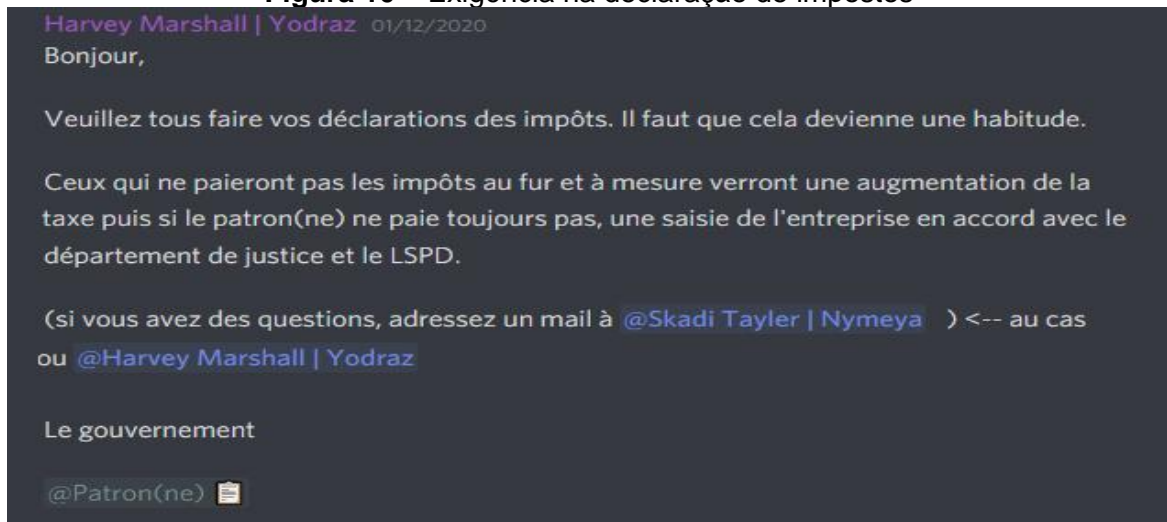 Harvey Marshall | Yodraz 01/12/2020
Bonjour,
Veuillez tous faire vos déclarations des impôts. Il faut que cela devienne une habitude.
Ceux qui ne paieront pas les impôts au fur et à mesure verront une augmentation de la
taxe puis si le patron(ne) ne paie toujours pas, une saisie de l'entreprise en accord avec le
département de justice et le LSPD.
(si vous avez des questions, adressez un mail à @Skadi Tayler | Nymeya ) <-- au cas
ou @Harvey Marshall | Yodraz
Le gouvernement
@Patron(ne) 📋